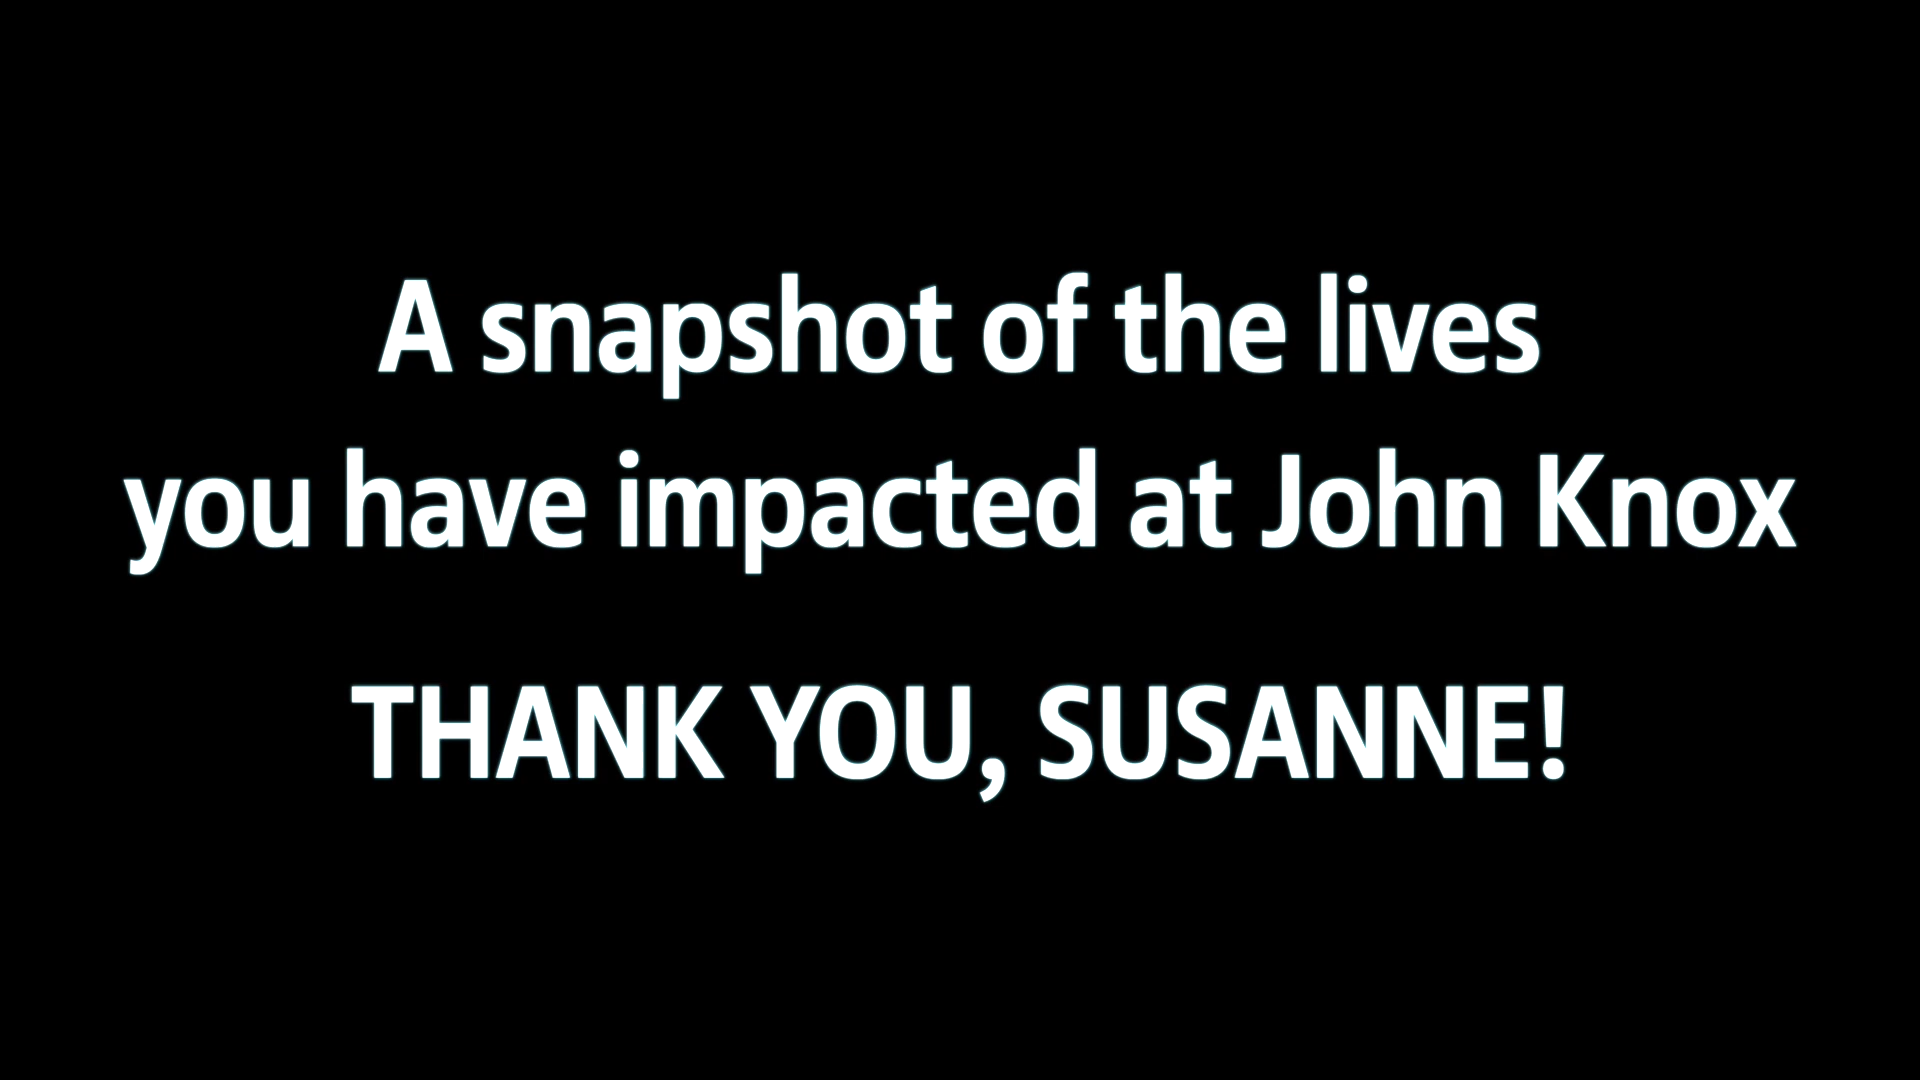 A snapshot of the lives
you have impacted at John Knox
THANK YOU, SUSANNE!